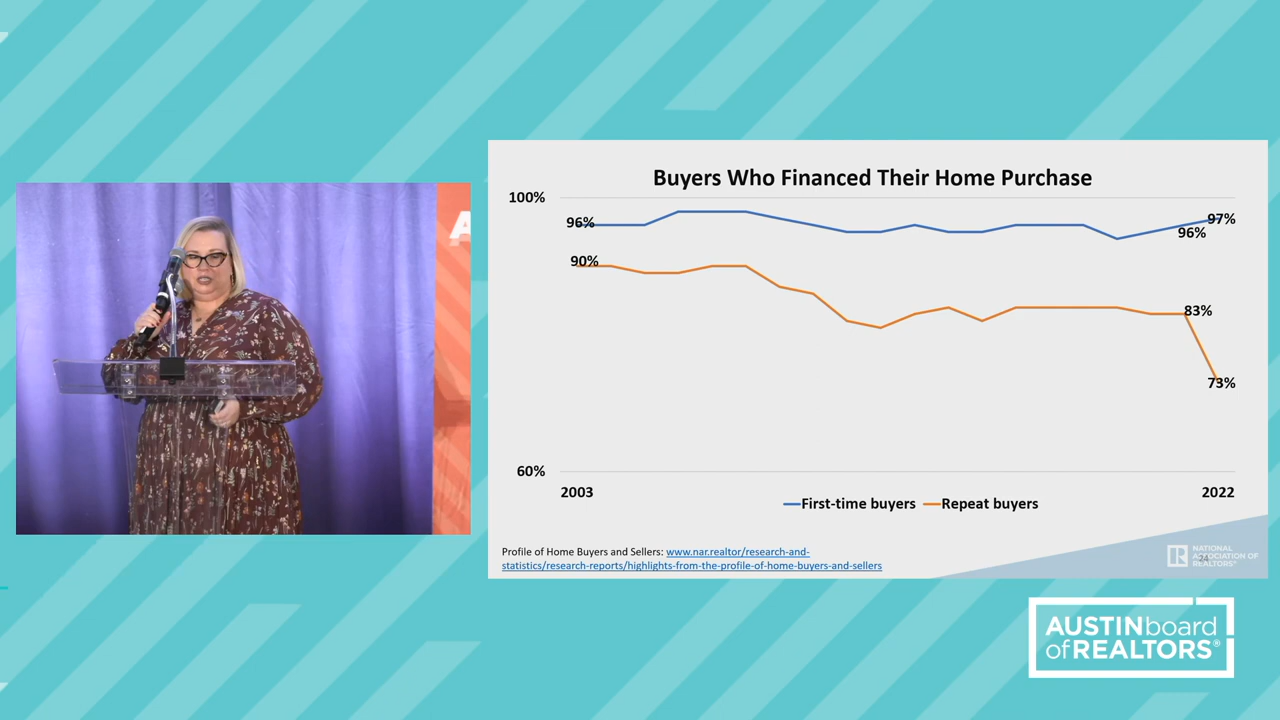 A
Buyers Who Financed Their Home Purchase
100%
96%
97%
96%
90%
83%
73%
60%
2003
2022
First-time buyers
Repeat buyers
Profile of Home Buyers and Sellers: www.nar.realtor/research-and-
statistics/research-reports/highlights-from-the-profile-of-home-buyers-and-sellers
NATIONAL
ASSOCIATION OF
REALTORS®
AUSTINboard
ofREALTORS®